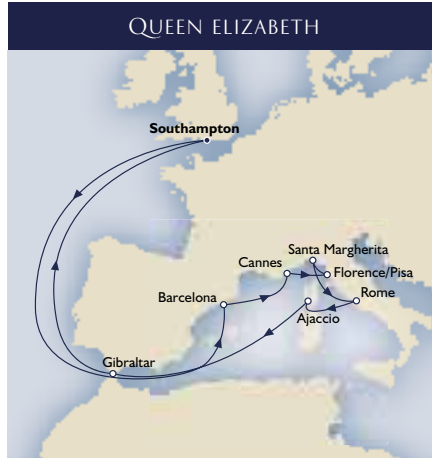 QUEEN ELIZABETH
Southampton
Santa Margherita
Cannes
Florence/Pisa
Barcelona
Rome
Ajaccio
Gibraltar